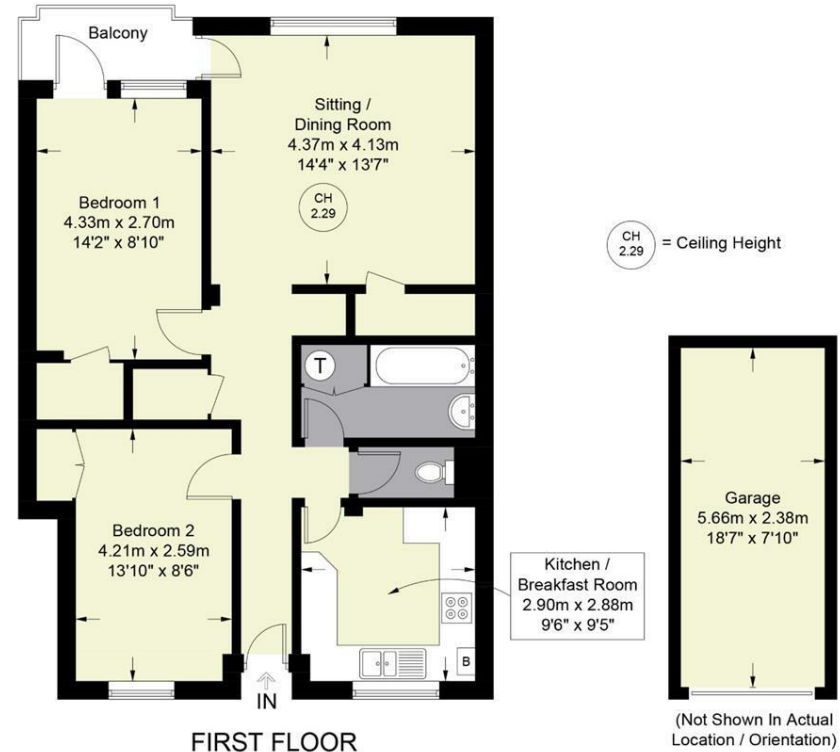 Balcony
Sitting /
Dining Room
4.37m x 4.13m
14'4" x 13'7"
CH
2.29
Bedroom 1
4.33m x 2.70m
14'2" x 8'10"
CH
2.29
= Ceiling Height
T
Bedroom 2
4.21m x 2.59m
13'10" x 8'6"
Kitchen /
Breakfast Room
2.90m x 2.88m
9'6" x 9'5"
B
Garage
5.66m x 2.38m
18'7" x 7'10"
IN
FIRST FLOOR
(Not Shown In Actual
Location / Orientation)